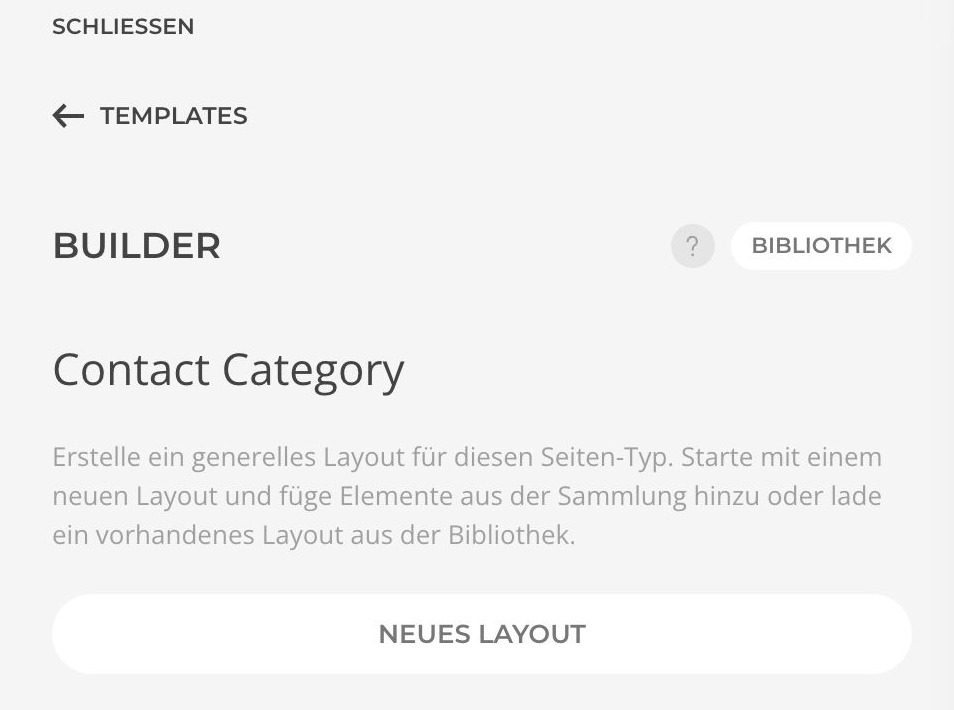 SCHLIESSEN
← TEMPLATES
BUILDER
? BIBLIOTHEK
Contact Category
Erstelle ein generelles Layout für diesen Seiten-Typ. Starte mit einem
neuen Layout und füge Elemente aus der Sammlung hinzu oder lade
ein vorhandenes Layout aus der Bibliothek.
NEUES LAYOUT